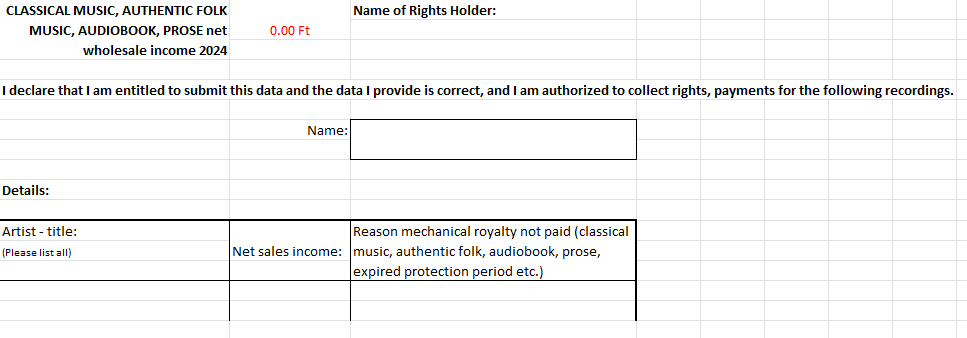 CLASSICAL MUSIC, AUTHENTIC FOLK
MUSIC, AUDIOBOOK, PROSE net
wholesale income 2024
0.00 Ft
Name of Rights Holder:
I declare that I am entitled to submit this data and the data I provide is correct, and I am authorized to collect rights, payments for the following recordings.
Name:
Details:
Artist - title:
(Please list all)
Net sales income:
Reason mechanical royalty not paid (classical
music, authentic folk, audiobook, prose,
expired protection period etc.)